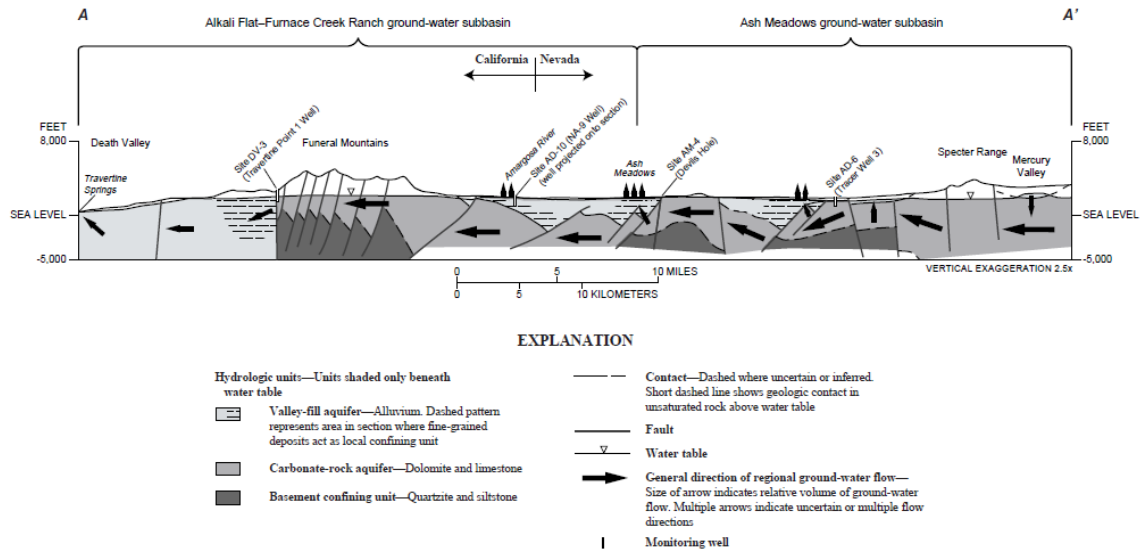 A
A'
Alkali Flat–Furnace Creek Ranch ground-water subbasin
Ash Meadows ground-water subbasin
California
Nevada
FEET
8,000
Death Valley
Travertine
Springs
Site DV-3
(Travertine Point 1 Well)
Funeral Mountains
Amargosa River
Site AD-10 (NA-9 Well)
(well projected onto section)
Ash
Meadows
Site AM-4
(Devils Hole)
Site AD-6
(Tracer Well 3)
Specter Range
Mercury
Valley
FEET
8,000
SEA LEVEL
SEA LEVEL
-5,000
-5,000
VERTICAL EXAGGERATION 2.5x
0 5 10 MILES
0 5 10 KILOMETERS
EXPLANATION
Hydrologic units—Units shaded only beneath
water table
Valley-fill aquifer—Alluvium. Dashed pattern
represents area in section where fine-grained
deposits act as local confining unit
Carbonate-rock aquifer—Dolomite and limestone
Basement confining unit—Quartzite and siltstone
Contact—Dashed where uncertain or inferred.
Short dashed line shows geologic contact in
unsaturated rock above water table
Fault
Water table
General direction of regional ground-water flow—
Size of arrow indicates relative volume of ground-water
flow. Multiple arrows indicate uncertain or multiple flow
directions
Monitoring well